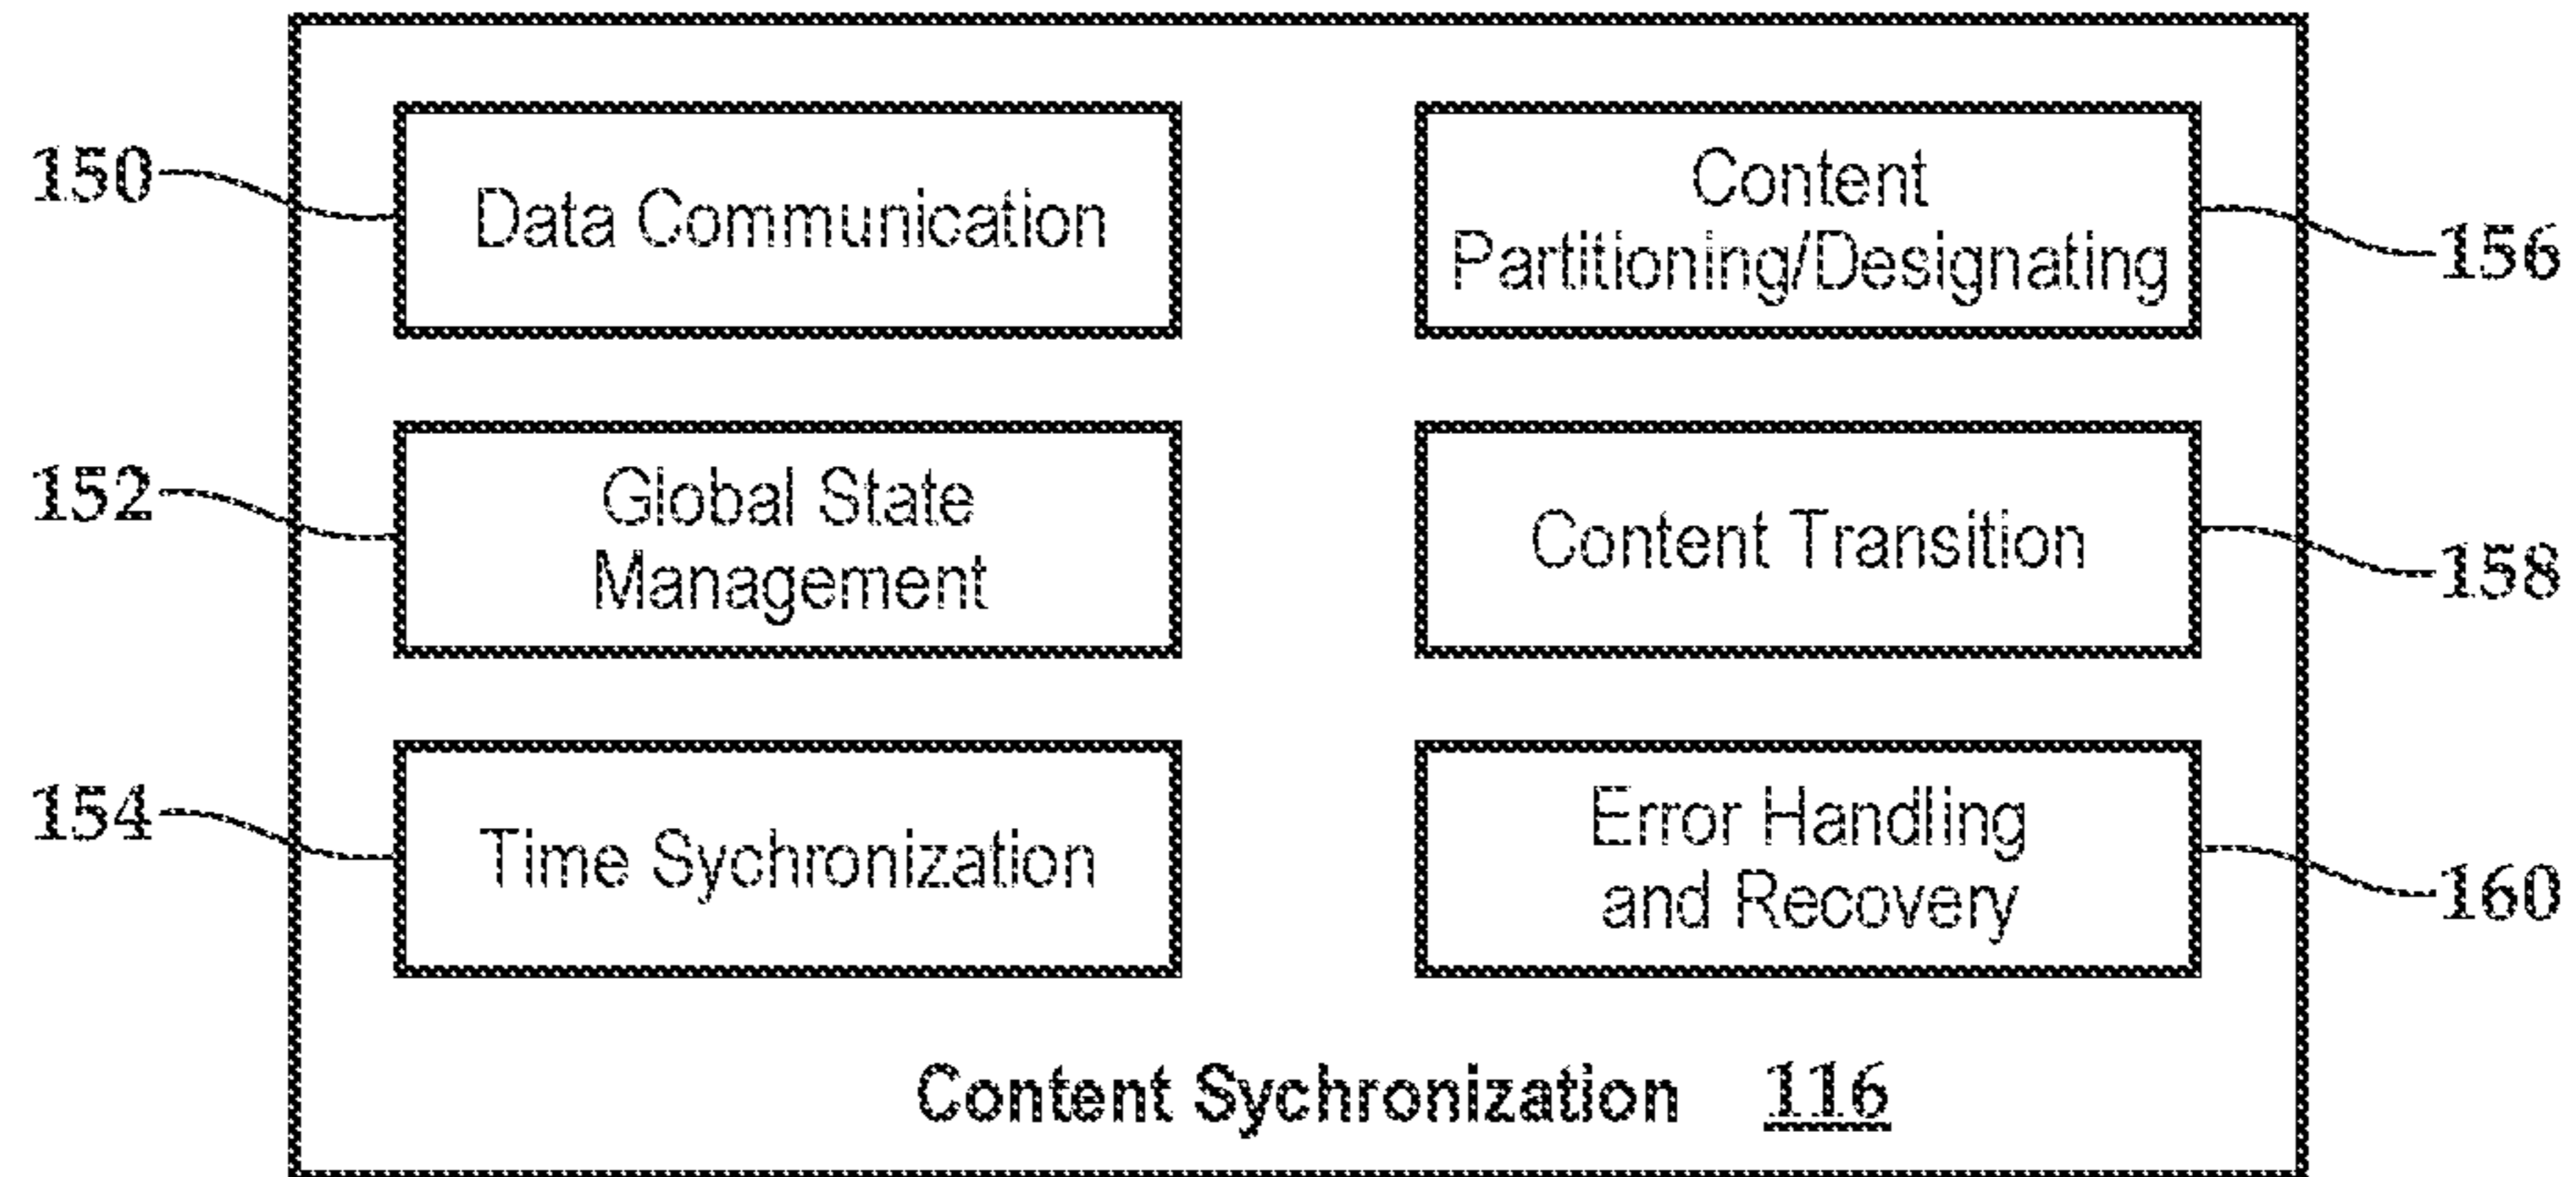 150
Data Communication
Content
Partitioning/Designating
156
152
Global State
Management
Content Transition
158
154
Time Sychronization
Error Handling
and Recovery
160
Content Sychronization 116